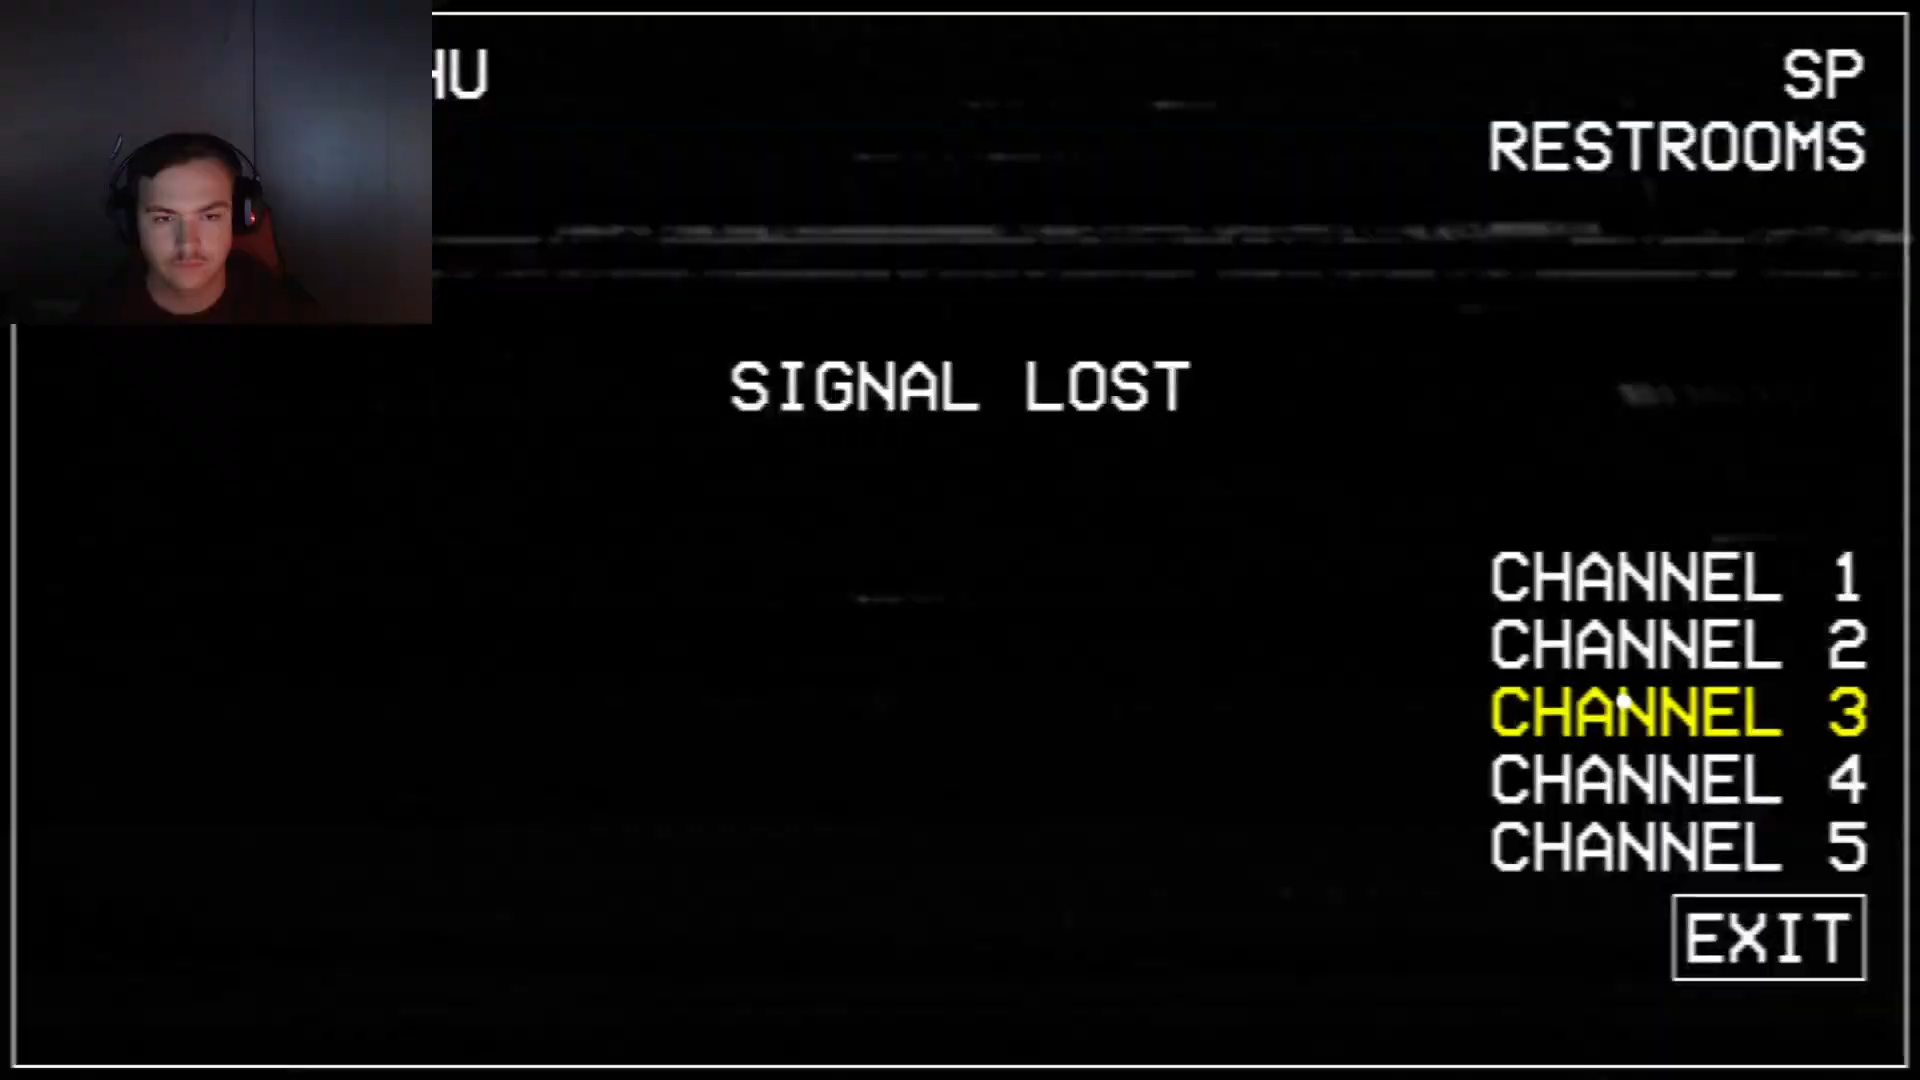 SP
RESTROOMS
SIGNAL LOST
CHANNEL 1
CHANNEL 2
CHANNEL 3
CHANNEL 4
CHANNEL 5
EXIT